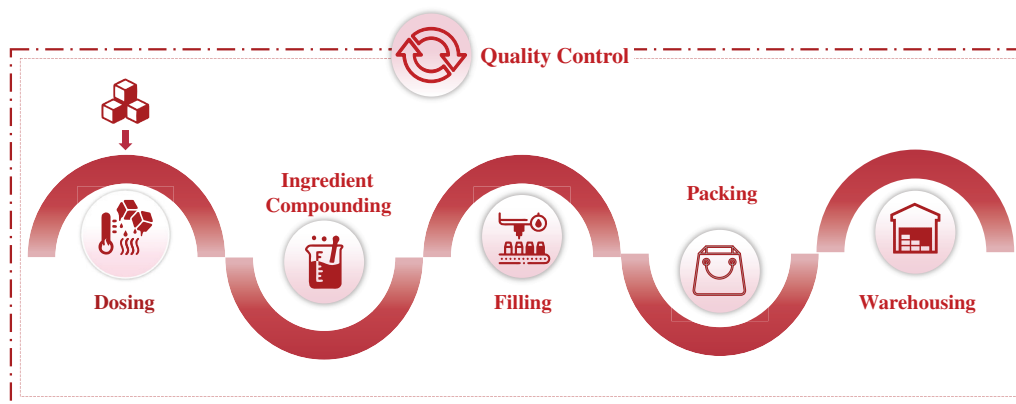 Quality Control
Ingredient
Compounding
Packing
Dosing
Filling
Warehousing